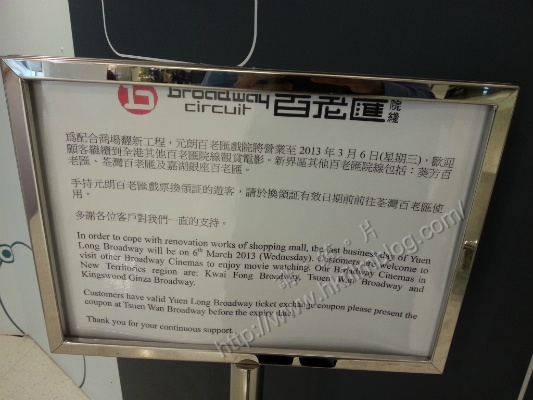 Broadway circuit 百老匯 院綫
為配合商場翻新工程，元朗百老匯戲院將營業至 2013 年 3 月 6 日(星期三)，歡迎
顧客繼續到全港其他百老匯院線觀賞電影。新界區其他百老匯院線包括：葵芳百
老匯、荃灣百老匯及嘉湖銀座百老匯。
手持元朗百老匯戲票換領証的遊客，請於換領証有效日期前前往荃灣百老匯使
用。
多謝各位客戶對我們一直的支持。
In order to cope with renovation works of shopping mall, the last business day of Yuen
Long Broadway will be on 6th March 2013 (Wednesday). Customers are welcome to
visit other Broadway Cinemas to enjoy movie watching. Our Broadway Cinemas in
New Territories region are: Kwai Fong Broadway, Tsuen Wan Broadway and
Kingswood Ginza Broadway.
Customers have valid Yuen Long Broadway ticket exchange coupon please present the
coupon at Tsuen Wan Broadway before the expiry date.
Thank you for your continuous support.